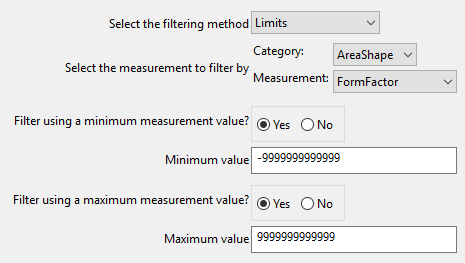 Select the filtering method Limits
Select the measurement to filter by Category: AreaShape
Measurement: FormFactor
Filter using a minimum measurement value? Yes No
Minimum value -9999999999999
Filter using a maximum measurement value? Yes No
Maximum value 9999999999999